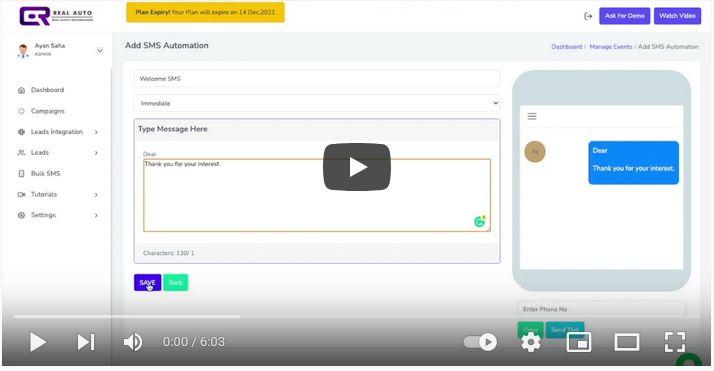 REAL AUTO
REAL ESTATE AUTOMATIONS
Plan Expiry! Your Plan will expire on 14 Dec,2021
Ask For Demo
Watch Video
Ayan Saha
ADMIN
Add SMS Automation
Dashboard / Manage Events / Add SMS Automation
Dashboard
Campaigns
Leads Integration
Leads
Bulk SMS
Tutorials
Settings
Welcome SMS
Immediate
Type Message Here
Dear
Thank you for your interest.
Characters: 130/ 1
SAVE
Back
Ay
Dear
Thank you for your interest.
Enter Phone No
Send Test
0:00 / 6:03